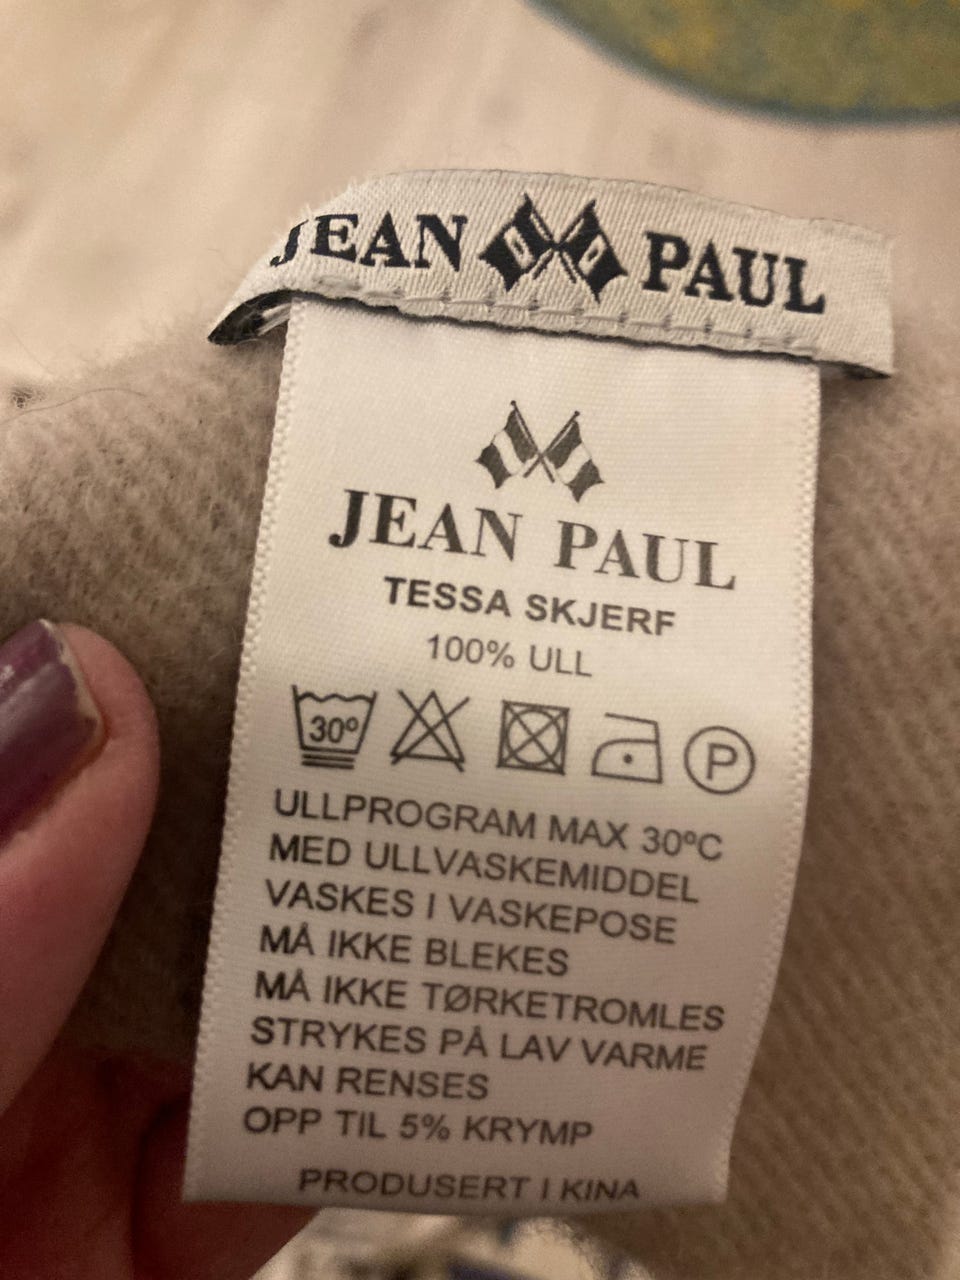 JEAN PAUL
JEAN PAUL
TESSA SKJERF
100% ULL
30º P
ULLPROGRAM MAX 30ºC
MED ULLVASKEMIDDEL
VASKES I VASKEPOSE
MÅ IKKE BLEKES
MÅ IKKE TØRKETROMLES
STRYKES PÅ LAV VARME
KAN RENSES
OPP TIL 5% KRYMP
PRODUSERT I KINA